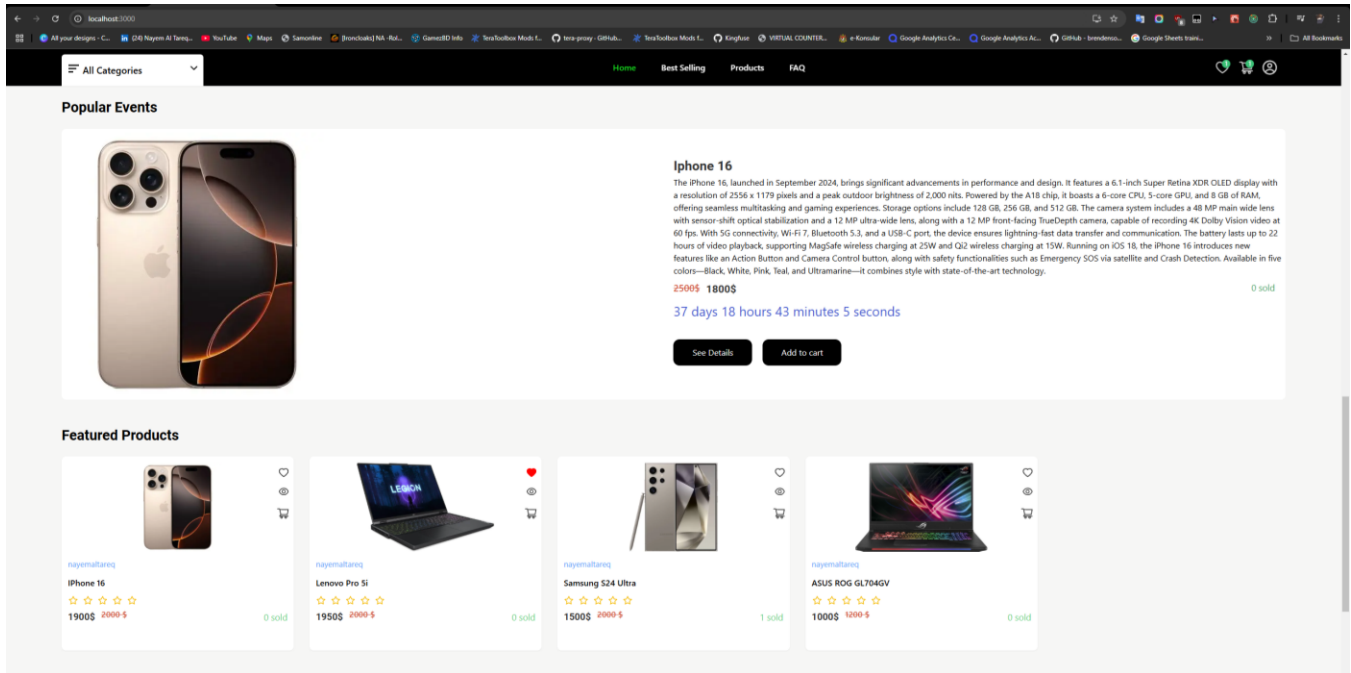 localhost:3000
All your designs - C...
(24) Nayem Al Tareq...
YouTube
Maps
Samonline
[Ironcloaks] NA -Rol...
GamezBD Info
TeraToolbox Mods f...
tera-proxy · GitHub...
TeraToolbox Mods f...
Kingfuse
VIRTUAL COUNTER...
e-Konsular
Google Analytics Ce...
Google Analytics Ac...
GitHub - brendenso...
Google Sheets traini...
All Bookmarks
All Categories
Home
Best Selling
Products
FAQ
1
1
Popular Events
Iphone 16
The iPhone 16, launched in September 2024, brings significant advancements in performance and design. It features a 6.1-inch Super Retina XDR OLED display with
a resolution of 2556 x 1179 pixels and a peak outdoor brightness of 2,000 nits. Powered by the A18 chip, it boasts a 6-core CPU, 5-core GPU, and 8 GB of RAM,
offering seamless multitasking and gaming experiences. Storage options include 128 GB, 256 GB, and 512 GB. The camera system includes a 48 MP main wide lens
with sensor-shift optical stabilization and a 12 MP ultra-wide lens, along with a 12 MP front-facing TrueDepth camera, capable of recording 4K Dolby Vision video at
60 fps. With 5G connectivity, Wi-Fi 7, Bluetooth 5.3, and a USB-C port, the device ensures lightning-fast data transfer and communication. The battery lasts up to 22
hours of video playback, supporting MagSafe wireless charging at 25W and Qi2 wireless charging at 15W. Running on iOS 18, the iPhone 16 introduces new
features like an Action Button and Camera Control button, along with safety functionalities such as Emergency SOS via satellite and Crash Detection. Available in five
colors—Black, White, Pink, Teal, and Ultramarine—it combines style with state-of-the-art technology.
2500$ 1800$
0 sold
37 days 18 hours 43 minutes 5 seconds
See Details
Add to cart
Featured Products
nayemaltareq
IPhone 16
1900$ 2000 $
0 sold
LEGION
nayemaltareq
Lenovo Pro 5i
1950$ 2000 $
0 sold
nayemaltareq
Samsung S24 Ultra
1500$ 2000 $
1 sold
nayemaltareq
ASUS ROG GL704GV
1000$ 1200 $
0 sold